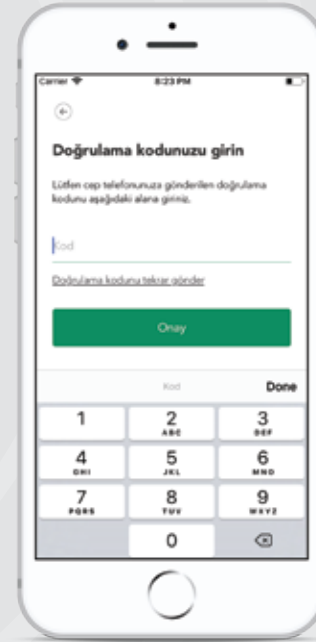 Carrier
8:23 PM
Doğrulama kodunuzu girin
Lütfen cep telefonunuza gönderilen doğrulama
kodunu aşağıdaki alana giriniz.
Kod
Doğrulama kodunu tekrar gönder
Onay
Kod
Done
1
2
ABC
3
DEF
4
GHI
5
JKL
6
MNO
7
PQRS
8
TUV
9
WXYZ
0